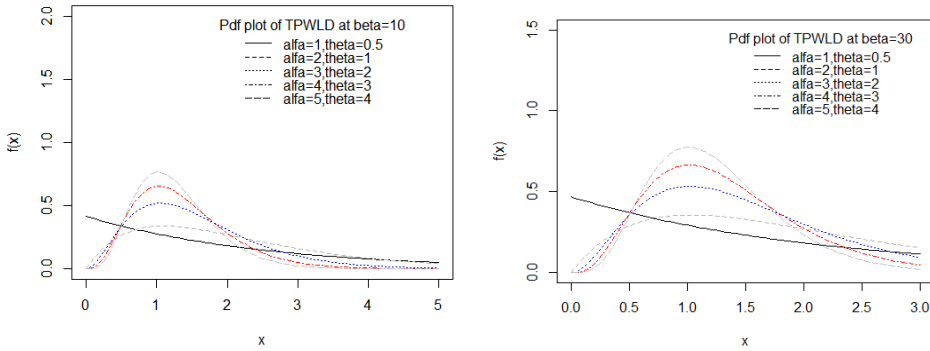 Pdf plot of TPWLD at beta=10
alfa=1,theta=0.5
alfa=2,theta=1
alfa=3,theta=2
alfa=4,theta=3
alfa=5,theta=4
2.0
1.5
1.0
0.5
0.0
f(x)
0 1 2 3 4 5
x
Pdf plot of TPWLD at beta=30
alfa=1,theta=0.5
alfa=2,theta=1
alfa=3,theta=2
alfa=4,theta=3
alfa=5,theta=4
1.5
1.0
0.5
0.0
f(x)
0.0 0.5 1.0 1.5 2.0 2.5 3.0
x